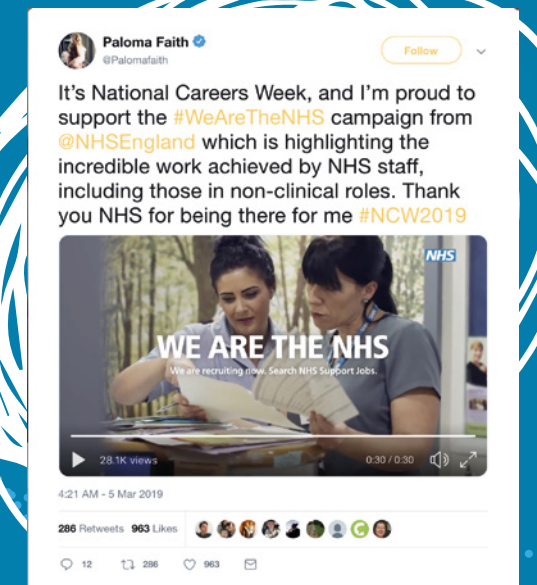 Paloma Faith
@Palomafaith
Follow
It's National Careers Week, and I'm proud to
support the #WeAreTheNHS campaign from
@NHSEngland which is highlighting the
incredible work achieved by NHS staff,
including those in non-clinical roles. Thank
you NHS for being there for me #NCW2019
NHS
WE ARE THE NHS
We are recruiting now. Search NHS Support Jobs.
28.1K views
0:30 / 0:30
4:21 AM - 5 Mar 2019
286 Retweets 963 Likes
12 286 963